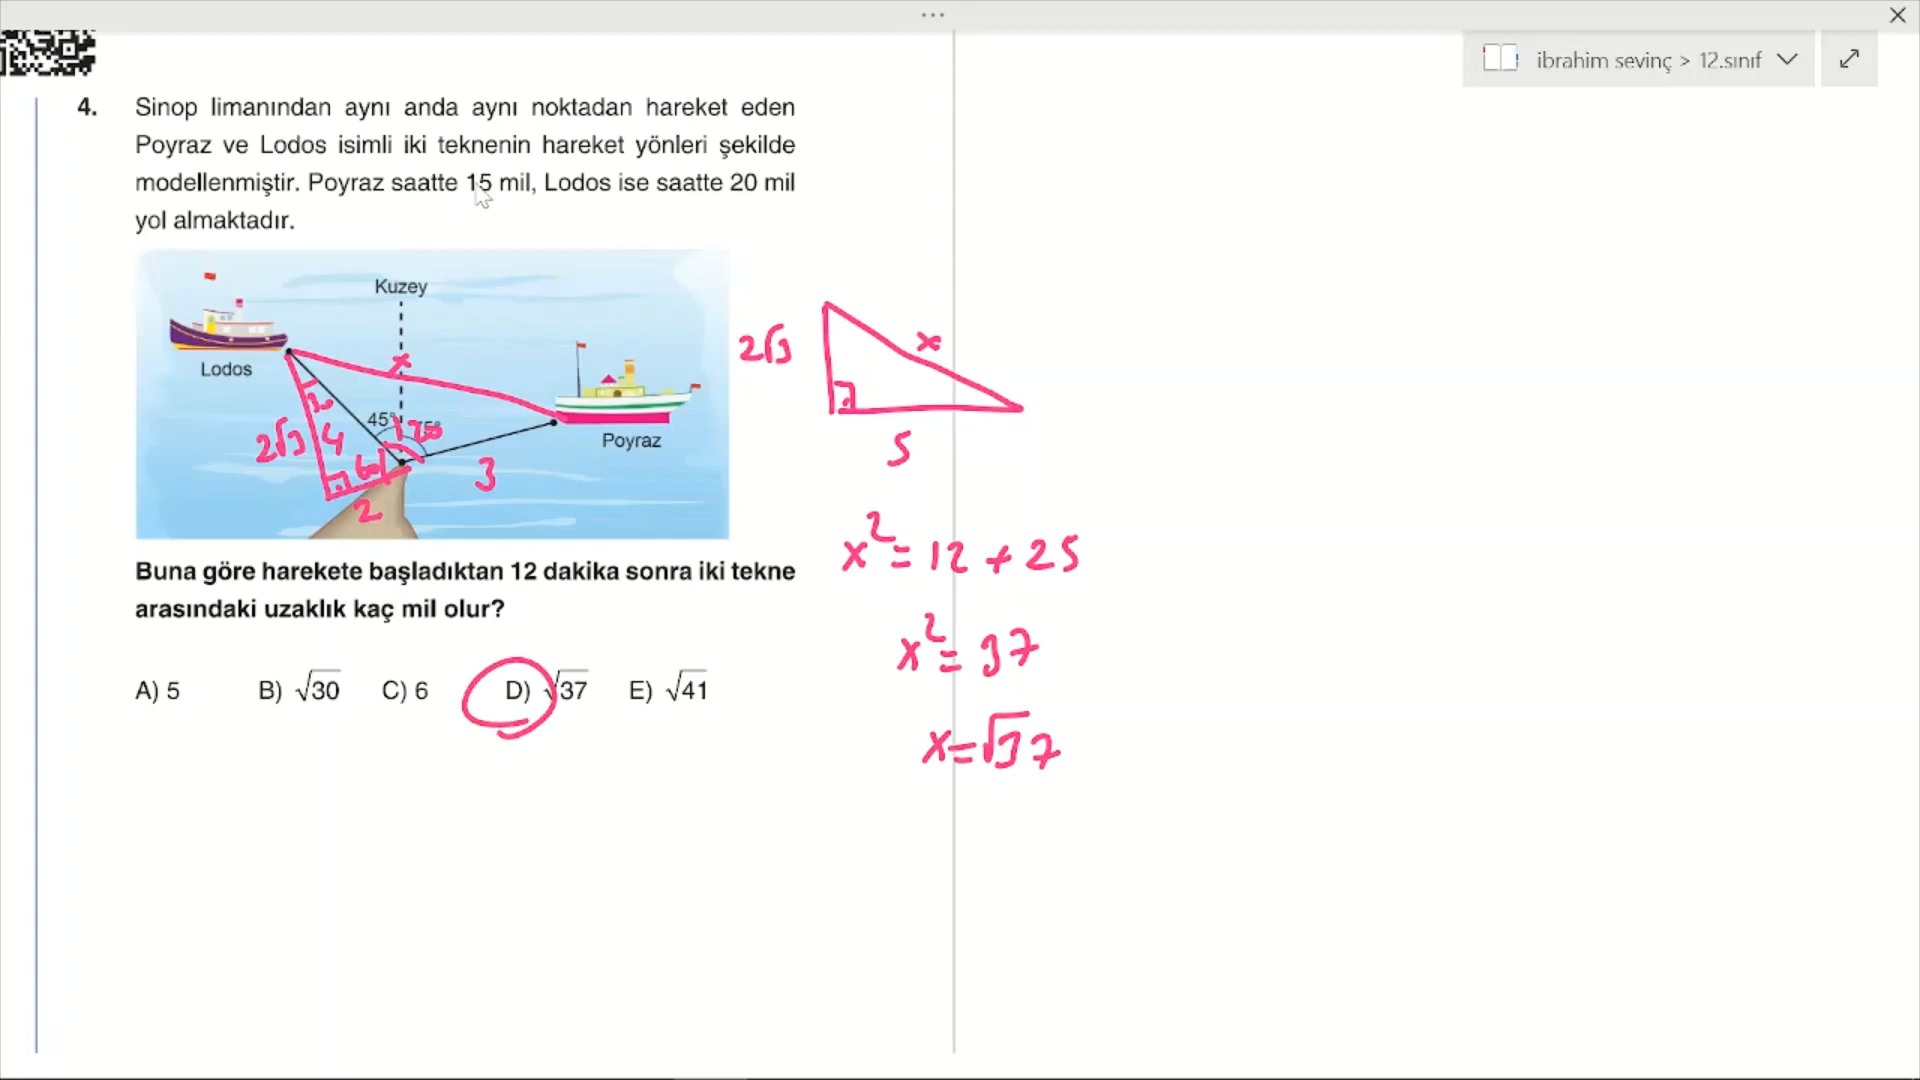 ibrahim sevinç > 12.sınıf
4. Sinop limanından aynı anda aynı noktadan hareket eden
Poyraz ve Lodos isimli iki teknenin hareket yönleri şekilde
modellenmiştir. Poyraz saatte 15 mil, Lodos ise saatte 20 mil
yol almaktadır.
Kuzey
Lodos
x
45°
Poyraz
2√3
4
60
3
2
2√3
x
5
Buna göre harekete başladıktan 12 dakika sonra iki tekne
arasındaki uzaklık kaç mil olur?
A) 5 B) √30 C) 6 D) √37 E) √41
x² = 12 + 25
x² = 37
x = √37